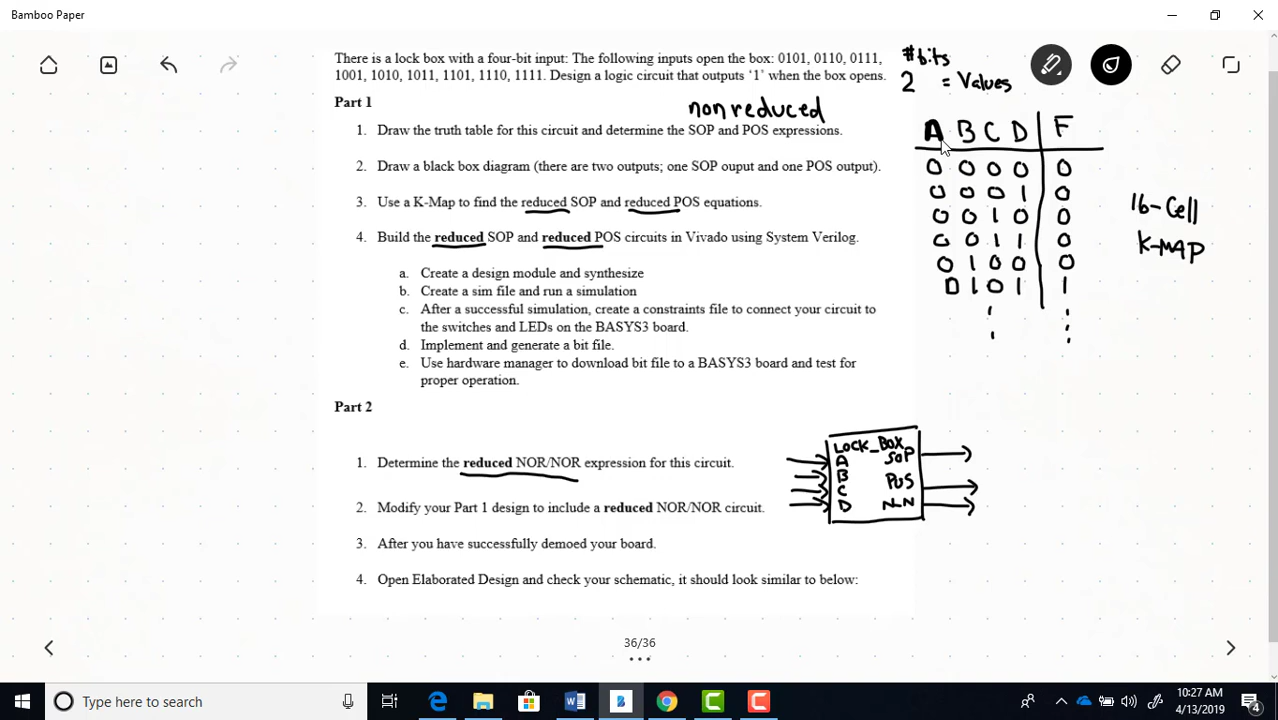 Bamboo Paper
There is a lock box with a four-bit input: The following inputs open the box: 0101, 0110, 0111,
1001, 1010, 1011, 1101, 1110, 1111. Design a logic circuit that outputs '1' when the box opens.
Part 1
nonreduced
1. Draw the truth table for this circuit and determine the SOP and POS expressions.
2. Draw a black box diagram (there are two outputs; one SOP ouput and one POS output).
3. Use a K-Map to find the reduced SOP and reduced POS equations.
4. Build the reduced SOP and reduced POS circuits in Vivado using System Verilog.
a. Create a design module and synthesize
b. Create a sim file and run a simulation
c. After a successful simulation, create a constraints file to connect your circuit to
the switches and LEDs on the BASYS3 board.
d. Implement and generate a bit file.
e. Use hardware manager to download bit file to a BASYS3 board and test for
proper operation.
Part 2
1. Determine the reduced NOR/NOR expression for this circuit.
2. Modify your Part 1 design to include a reduced NOR/NOR circuit.
3. After you have successfully demoed your board.
4. Open Elaborated Design and check your schematic, it should look similar to below:
#bits
2 = Values
A B C D F
0 0 0 0 0
0 0 0 1 0
0 0 1 0 0
0 0 1 1 0
0 1 0 0 0
0 1 0 1 1
16-Cell
K-MAP
LOCK_BOX
A SOP
B POS
C
D N_N
36/36
Type here to search
10:27 AM
4/13/2019
4